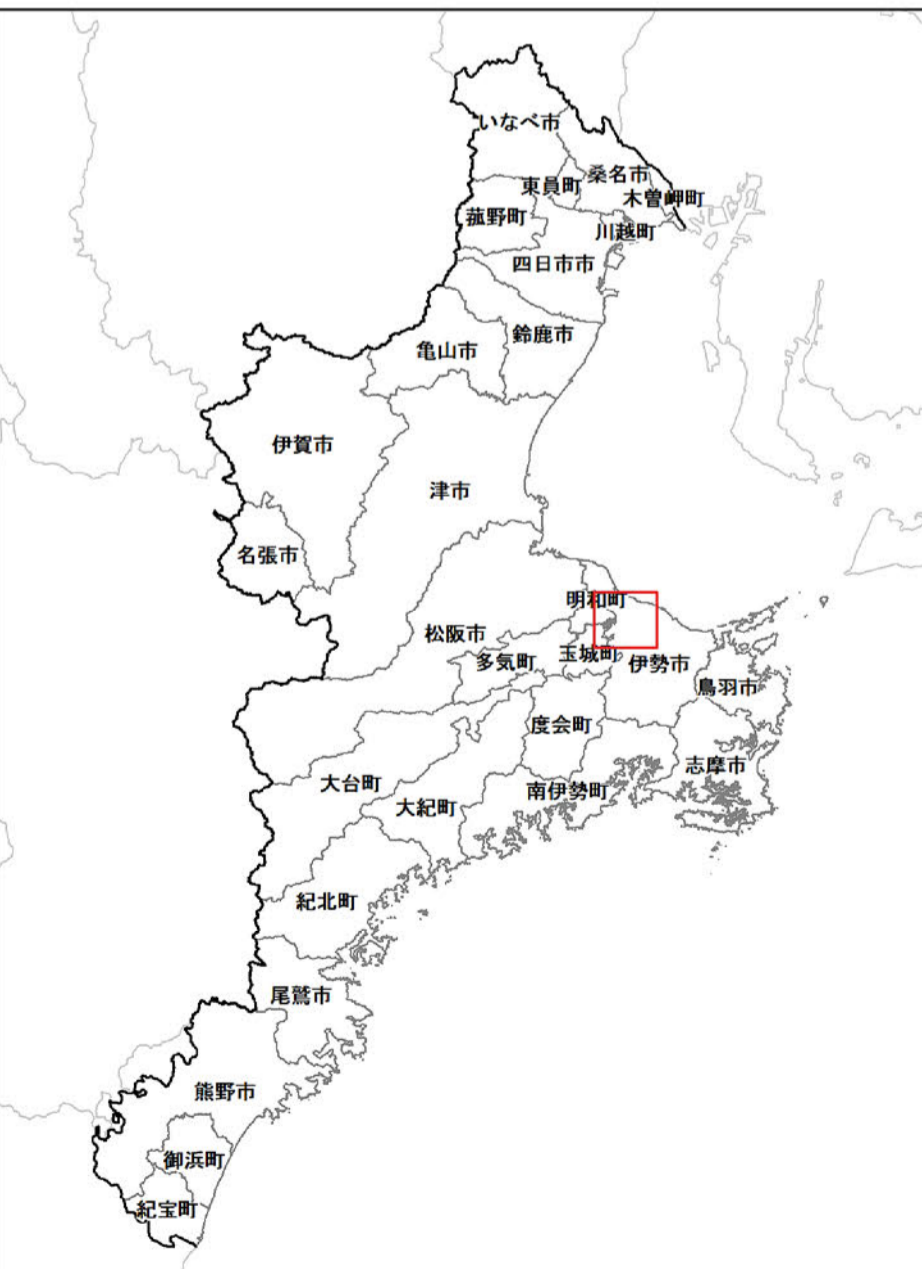 いなべ市
桑名市
東員町
木曽岬町
菰野町
川越町
四日市市
鈴鹿市
亀山市
伊賀市
津市
名張市
明和町
松阪市
多気町
玉城町
伊勢市
鳥羽市
度会町
志摩市
大台町
南伊勢町
大紀町
紀北町
尾鷲市
熊野市
御浜町
紀宝町